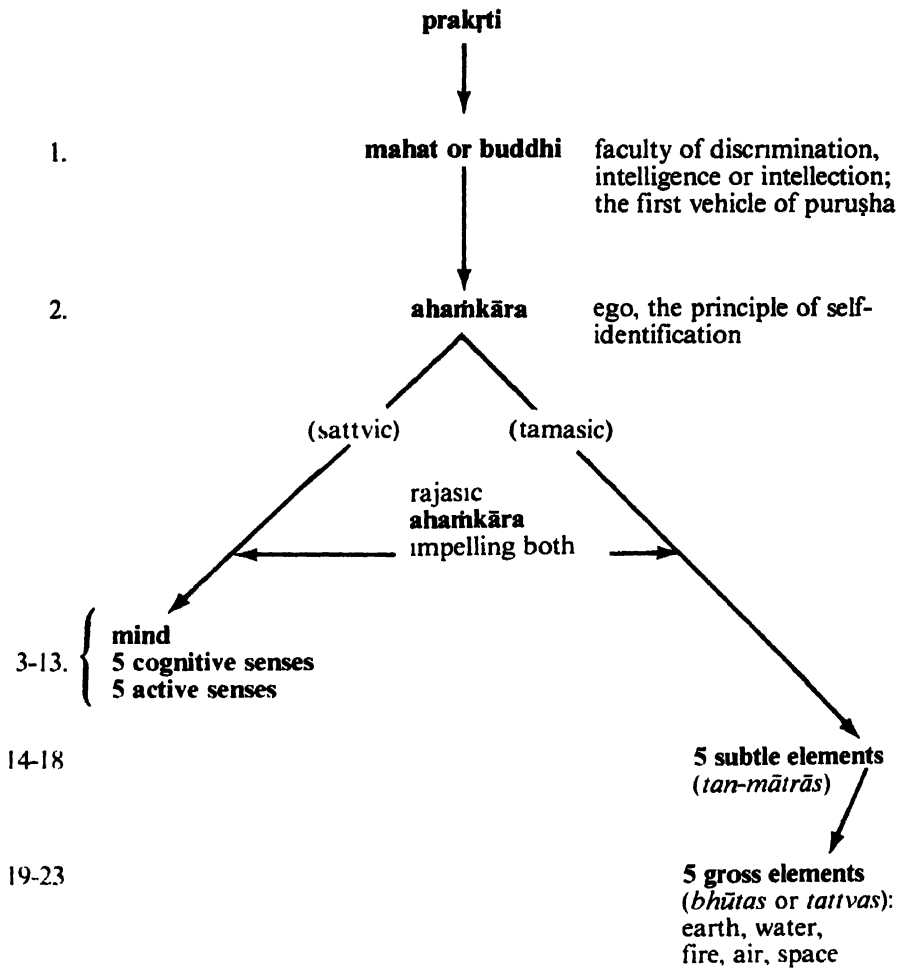 prakṛti
1. mahat or buddhi faculty of discrimination,
intelligence or intellection;
the first vehicle of puruṣha
2. ahaṁkāra ego, the principle of self-
identification
(sattvic) (tamasic)
rajasic
ahaṁkāra
impelling both
mind
3-13. 5 cognitive senses
5 active senses
14-18 5 subtle elements
(tan-mātrās)
19-23 5 gross elements
(bhūtas or tattvas):
earth, water,
fire, air, space